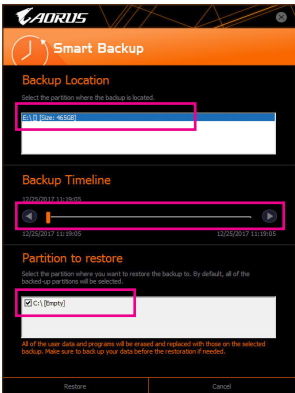 AORUS
Smart Backup
Backup Location
Select the partition where the backup is located.
E:\ [] [Size: 465GB]
Backup Timeline
12/25/2017 11:19:05
12/25/2017 11:19:05
12/25/2017 11:19:05
Partition to restore
Select the partition where you want to restore the backup to. By default, all of the
backed-up partitions will be selected.
C:\ [Empty]
All of the user data and programs will be erased and replaced with those on the selected
backup. Make sure to back up your data before the restoration if needed.
Restore
Cancel